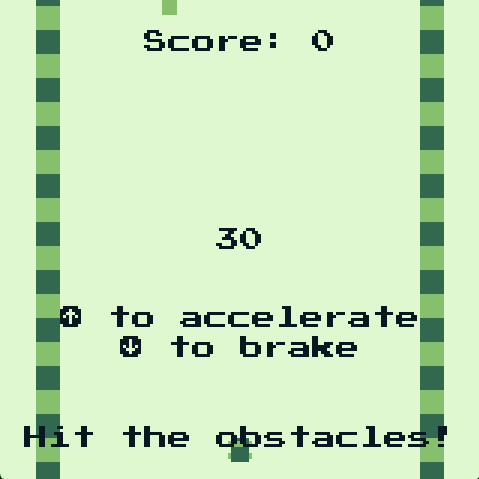 Score: 0
30
⬆ to accelerate
⬇ to brake
Hit the obstacles!